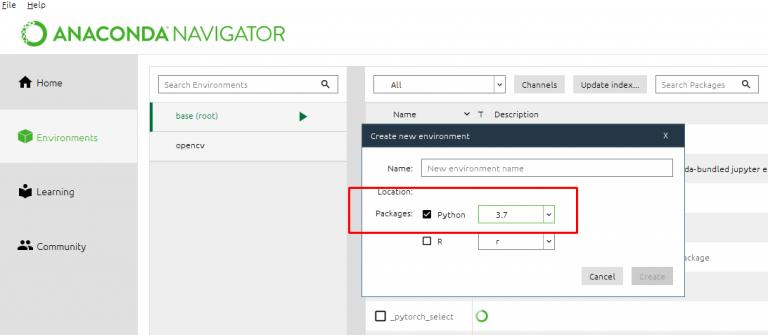 File Help
ANACONDA NAVIGATOR
Home
Environments
Learning
Community
Search Environments
base (root)
opencv
All
Channels
Update index...
Search Packages
Name T Description
Create new environment X
Name: New environment name
Location:
Packages: Python 3.7
R r
Cancel Create
da-bundled jupyter e
package
_pytorch_select